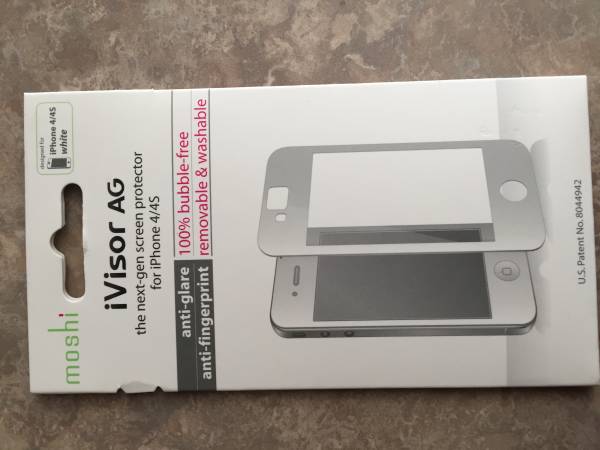 moshi
designed for
iPhone 4/4S
white
iVisor AG
the next-gen screen protector
for iPhone 4/4S
anti-glare
anti-fingerprint
100% bubble-free
removable & washable
U.S. Patent No. 8044942